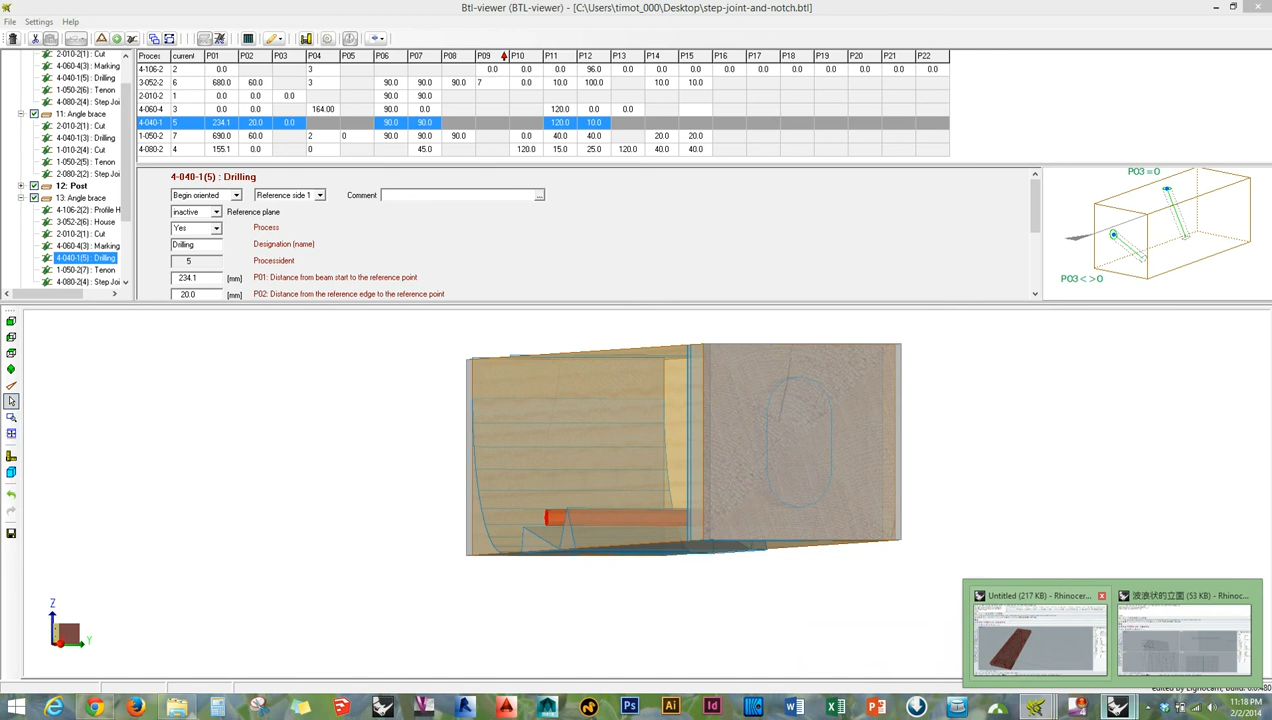 Btl-viewer (BTL-viewer) - [C:\Users\timot_000\Desktop\step-joint-and-notch.btl]
File Settings Help
2-010-2(1) : Cut
4-060-4(3) : Marking
4-040-1(5) : Drilling
1-050-2(6) : Tenon
4-080-2(4) : Step Joi
11: Angle brace
2-010-2(1) : Cut
4-040-1(3) : Drilling
1-010-2(4) : Cut
1-050-2(5) : Tenon
2-080-2(2) : Step Joi
12: Post
13: Angle brace
4-106-2(2) : Profile H
3-052-2(6) : House
2-010-2(1) : Cut
4-060-4(3) : Marking
4-040-1(5) : Drilling
1-050-2(7) : Tenon
4-080-2(4) : Step Joi
Proces current P01 P02 P03 P04 P05 P06 P07 P08 P09 P10 P11 P12 P13 P14 P15 P16 P17 P18 P19 P20 P21 P22
4-106-2 2 0.0 3 0.0 0.0 96.0 0.0 0.0 0.0 0.0 0.0 0.0 0.0 0.0 0.0 0.0
3-052-2 6 680.0 60.0 90.0 90.0 90.0 7 10.0 100.0 10.0 10.0
2-010-2 1 0.0 0.0 0.0 90.0 90.0
4-060-4 3 0.0 0.0 164.00 90.0 0.0 120.0 0.0 0.0
4-040-1 5 234.1 20.0 0.0 90.0 90.0 120.0 10.0
1-050-2 7 690.0 60.0 2 0 90.0 90.0 90.0 0.0 40.0 40.0 20.0 20.0
4-080-2 4 155.1 0.0 0 45.0 120.0 15.0 25.0 120.0 40.0 40.0
4-040-1(5) : Drilling
Begin oriented Reference side 1 Comment ...
inactive Reference plane
Yes Process
Drilling Designation (name)
5 Processident
234.1 [mm] P01: Distance from beam start to the reference point
20.0 [mm] P02: Distance from the reference edge to the reference point
P03 = 0
P03 < > 0
Z
Y
Untitled (217 KB) - Rhinocer...
波浪状的立面 (53 KB) - Rhinoc...
edited by Lignocam, 6.0.480
11:18 PM
2/2/2014